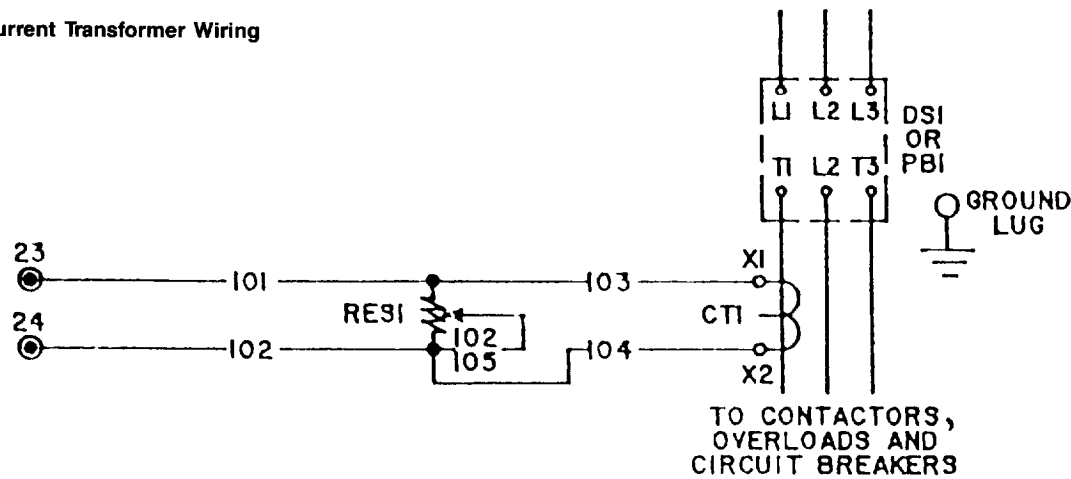 urrent Transformer Wiring
L1 L2 L3
DS1
OR
PB1
T1 L2 T3
GROUND
LUG
23
101
103
X1
RES1
CT1
24
102
102
105
104
X2
TO CONTACTORS,
OVERLOADS AND
CIRCUIT BREAKERS